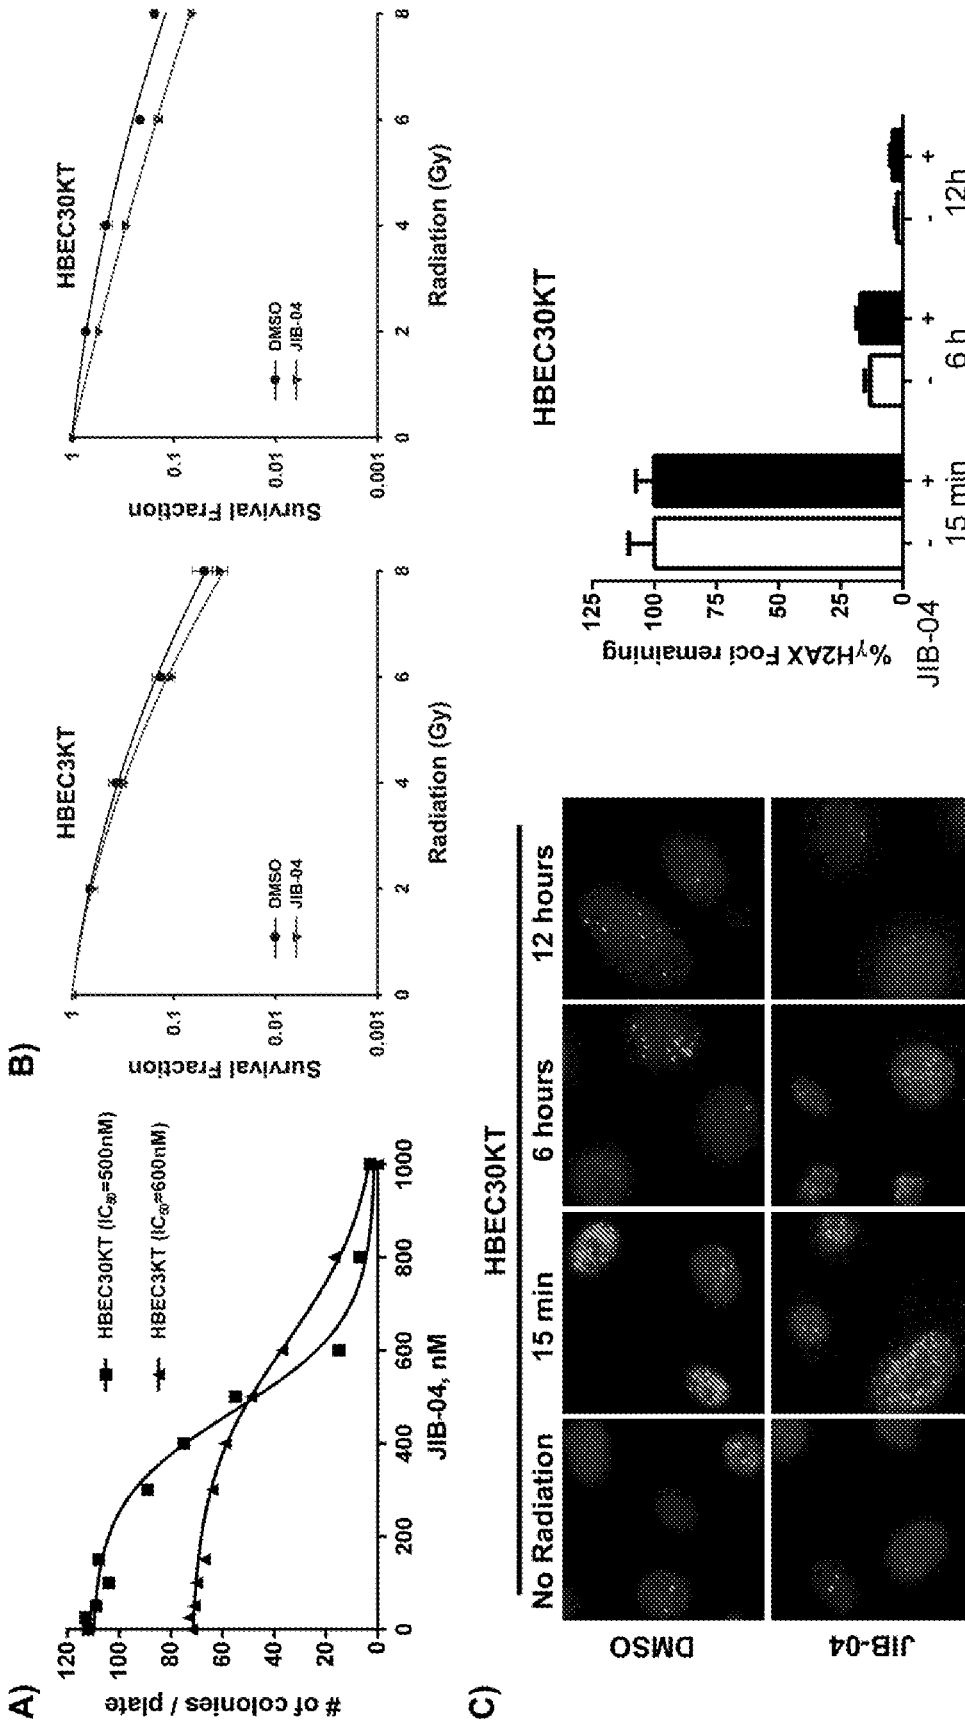 A)
# of colonies / plate
120
100
80
60
40
20
0
0
200
400
600
800
1000
JIB-04, nM
HBEC30KT (IC50=500nM)
HBEC3KT (IC50=600nM)
B)
HBEC3KT
Survival Fraction
1
0.1
0.01
0.001
0
2
4
6
8
Radiation (Gy)
DMSO
JIB-04
HBEC30KT
Survival Fraction
1
0.1
0.01
0.001
0
2
4
6
8
Radiation (Gy)
DMSO
JIB-04
C)
HBEC30KT
No Radiation
15 min
6 hours
12 hours
DMSO
JIB-04
HBEC30KT
%γH2AX Foci remaining
125
100
75
50
25
0
JIB-04
- + - + - +
15 min
6 h
12h